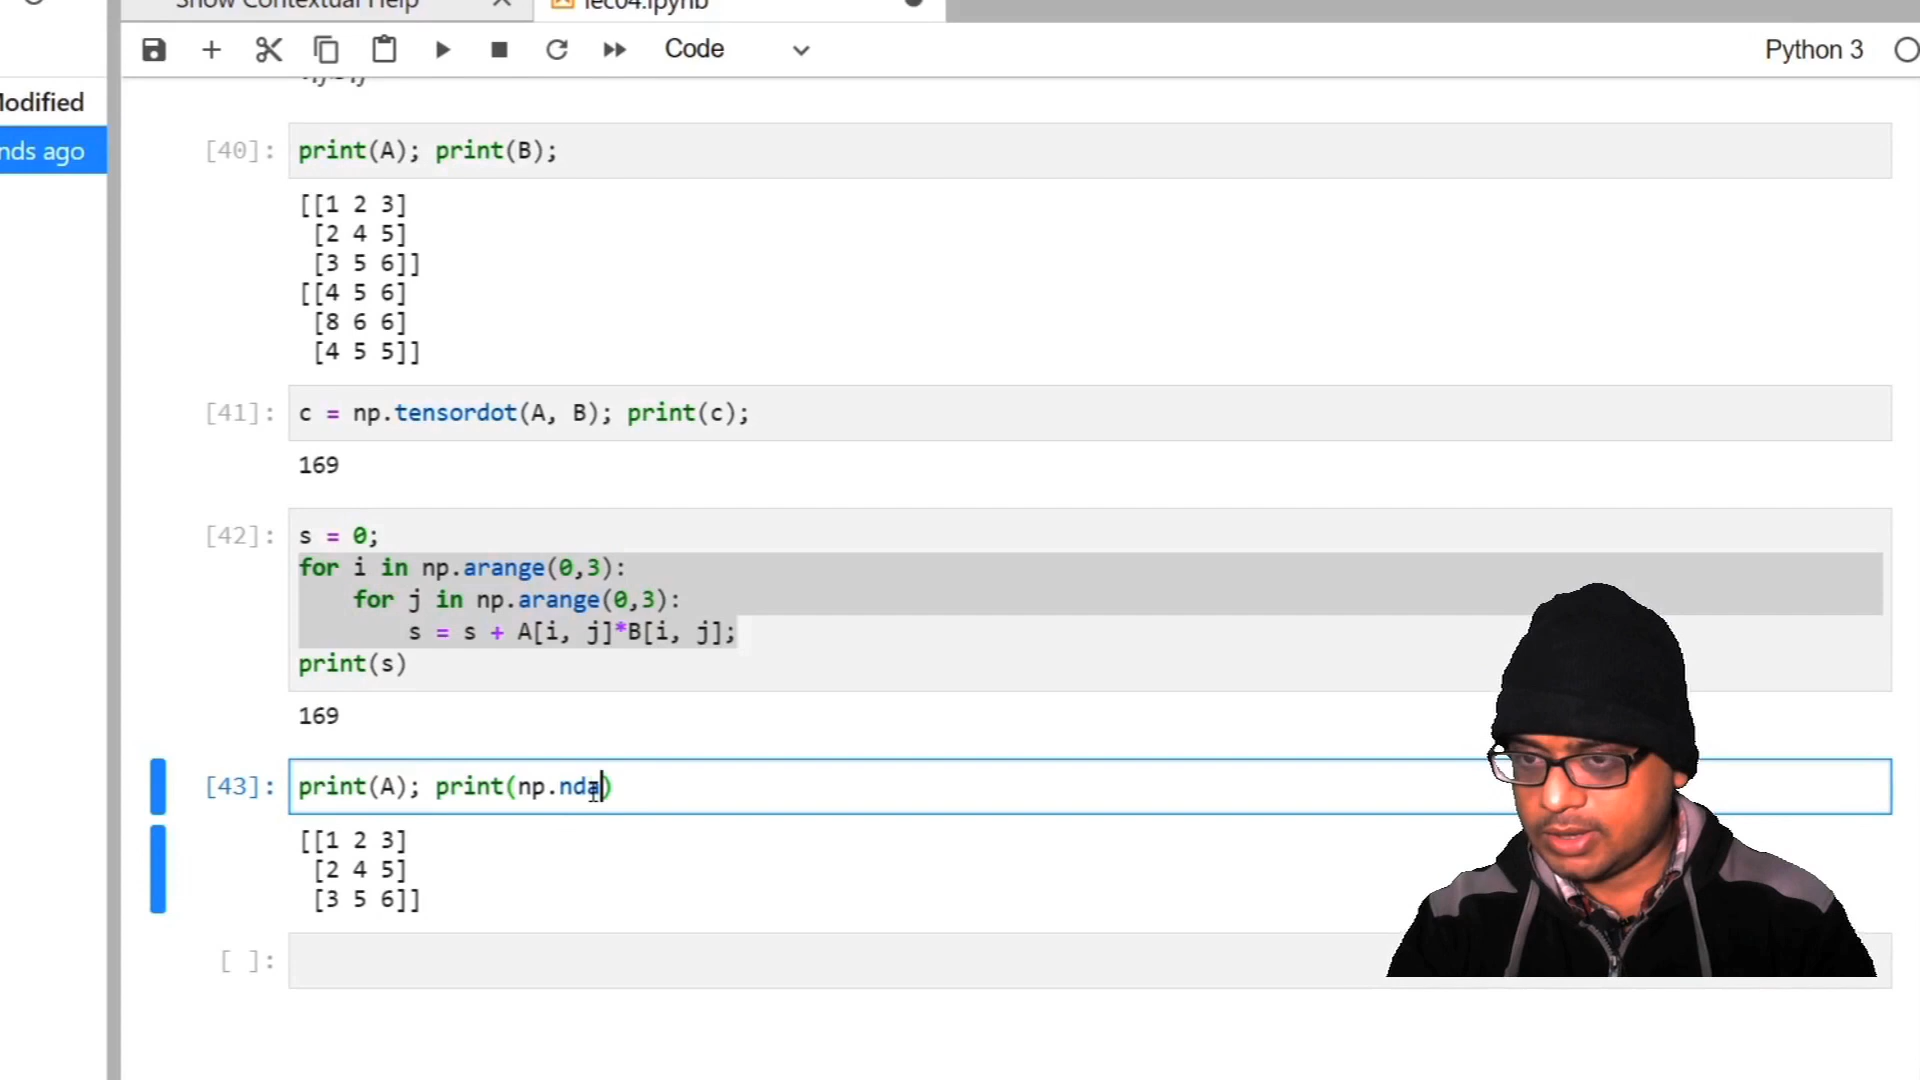 Show Contextual Help
lec04.ipynb
Code
Python 3
Modified
nds ago
[40]: print(A); print(B);
[[1 2 3]
[2 4 5]
[3 5 6]]
[[4 5 6]
[8 6 6]
[4 5 5]]
[41]: c = np.tensordot(A, B); print(c);
169
[42]: s = 0;
for i in np.arange(0,3):
for j in np.arange(0,3):
s = s + A[i, j]*B[i, j];
print(s)
169
[43]: print(A); print(np.nda)
[[1 2 3]
[2 4 5]
[3 5 6]]
[ ]: